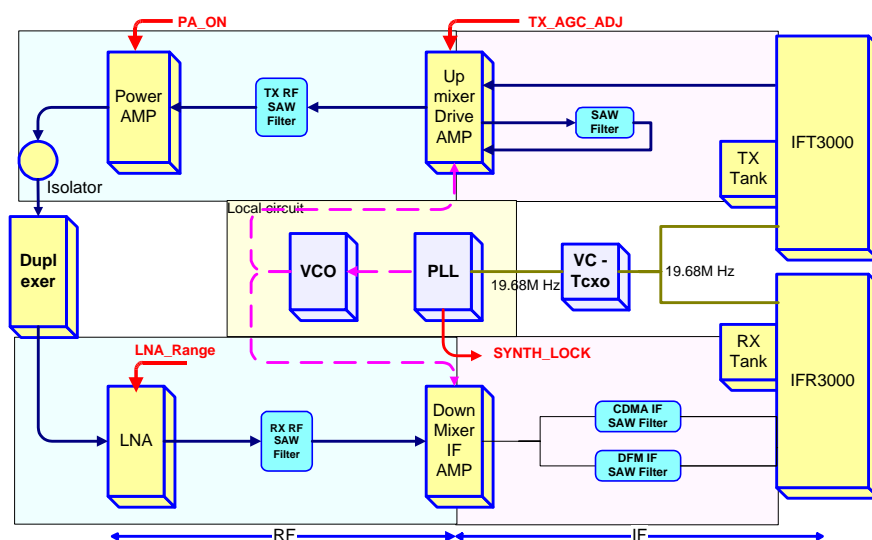 PA_ON
TX_AGC_ADJ
Power
AMP
TX RF
SAW
Filter
Up
mixer
Drive
AMP
SAW
Filter
IFT3000
TX
Tank
Isolator
Local circuit
Dupl
exer
VCO
PLL
19.68M Hz
VC -
Tcxo
19.68M Hz
LNA_Range
SYNTH_LOCK
RX
Tank
IFR3000
LNA
RX RF
SAW
Filter
Down
Mixer
IF
AMP
CDMA IF
SAW Filter
DFM IF
SAW Filter
RF
IF